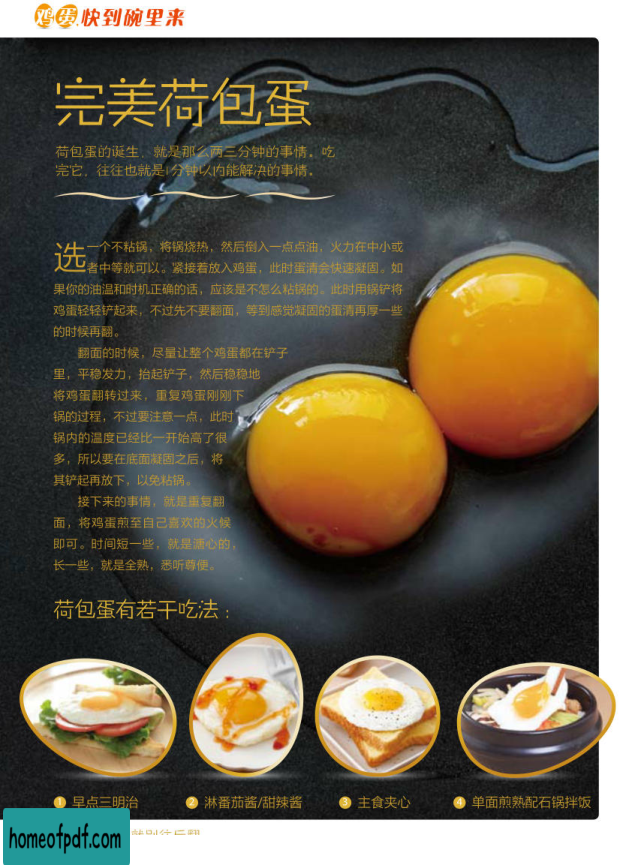 鸡蛋快到碗里来
完美荷包蛋
荷包蛋的诞生，就是那么两三分钟的事情。吃
完它，往往也就是1分钟以内能解决的事情。
选一个不粘锅，将锅烧热，然后倒入一点点油，火力在中小或
者中等就可以。紧接着放入鸡蛋，此时蛋清会快速凝固。如
果你的油温和时机正确的话，应该是不怎么粘锅的。此时用锅铲将
鸡蛋轻轻铲起来，不过先不要翻面，等到感觉凝固的蛋清再厚一些
的时候再翻。
翻面的时候，尽量让整个鸡蛋都在铲子
里，平稳发力，抬起铲子，然后稳稳地
将鸡蛋翻转过来，重复鸡蛋刚刚下
锅的过程，不过要注意一点，此时
锅内的温度已经比一开始高了很
多，所以要在底面凝固之后，将
其铲起再放下，以免粘锅。
接下来的事情，就是重复翻
面，将鸡蛋煎至自己喜欢的火候
即可。时间短一些，就是溏心的，
长一些，就是全熟，悉听尊便。
荷包蛋有若干吃法：
1 早点三明治
2 淋番茄酱/甜辣酱
3 主食夹心
4 单面煎熟配石锅拌饭
homeofpdf.com